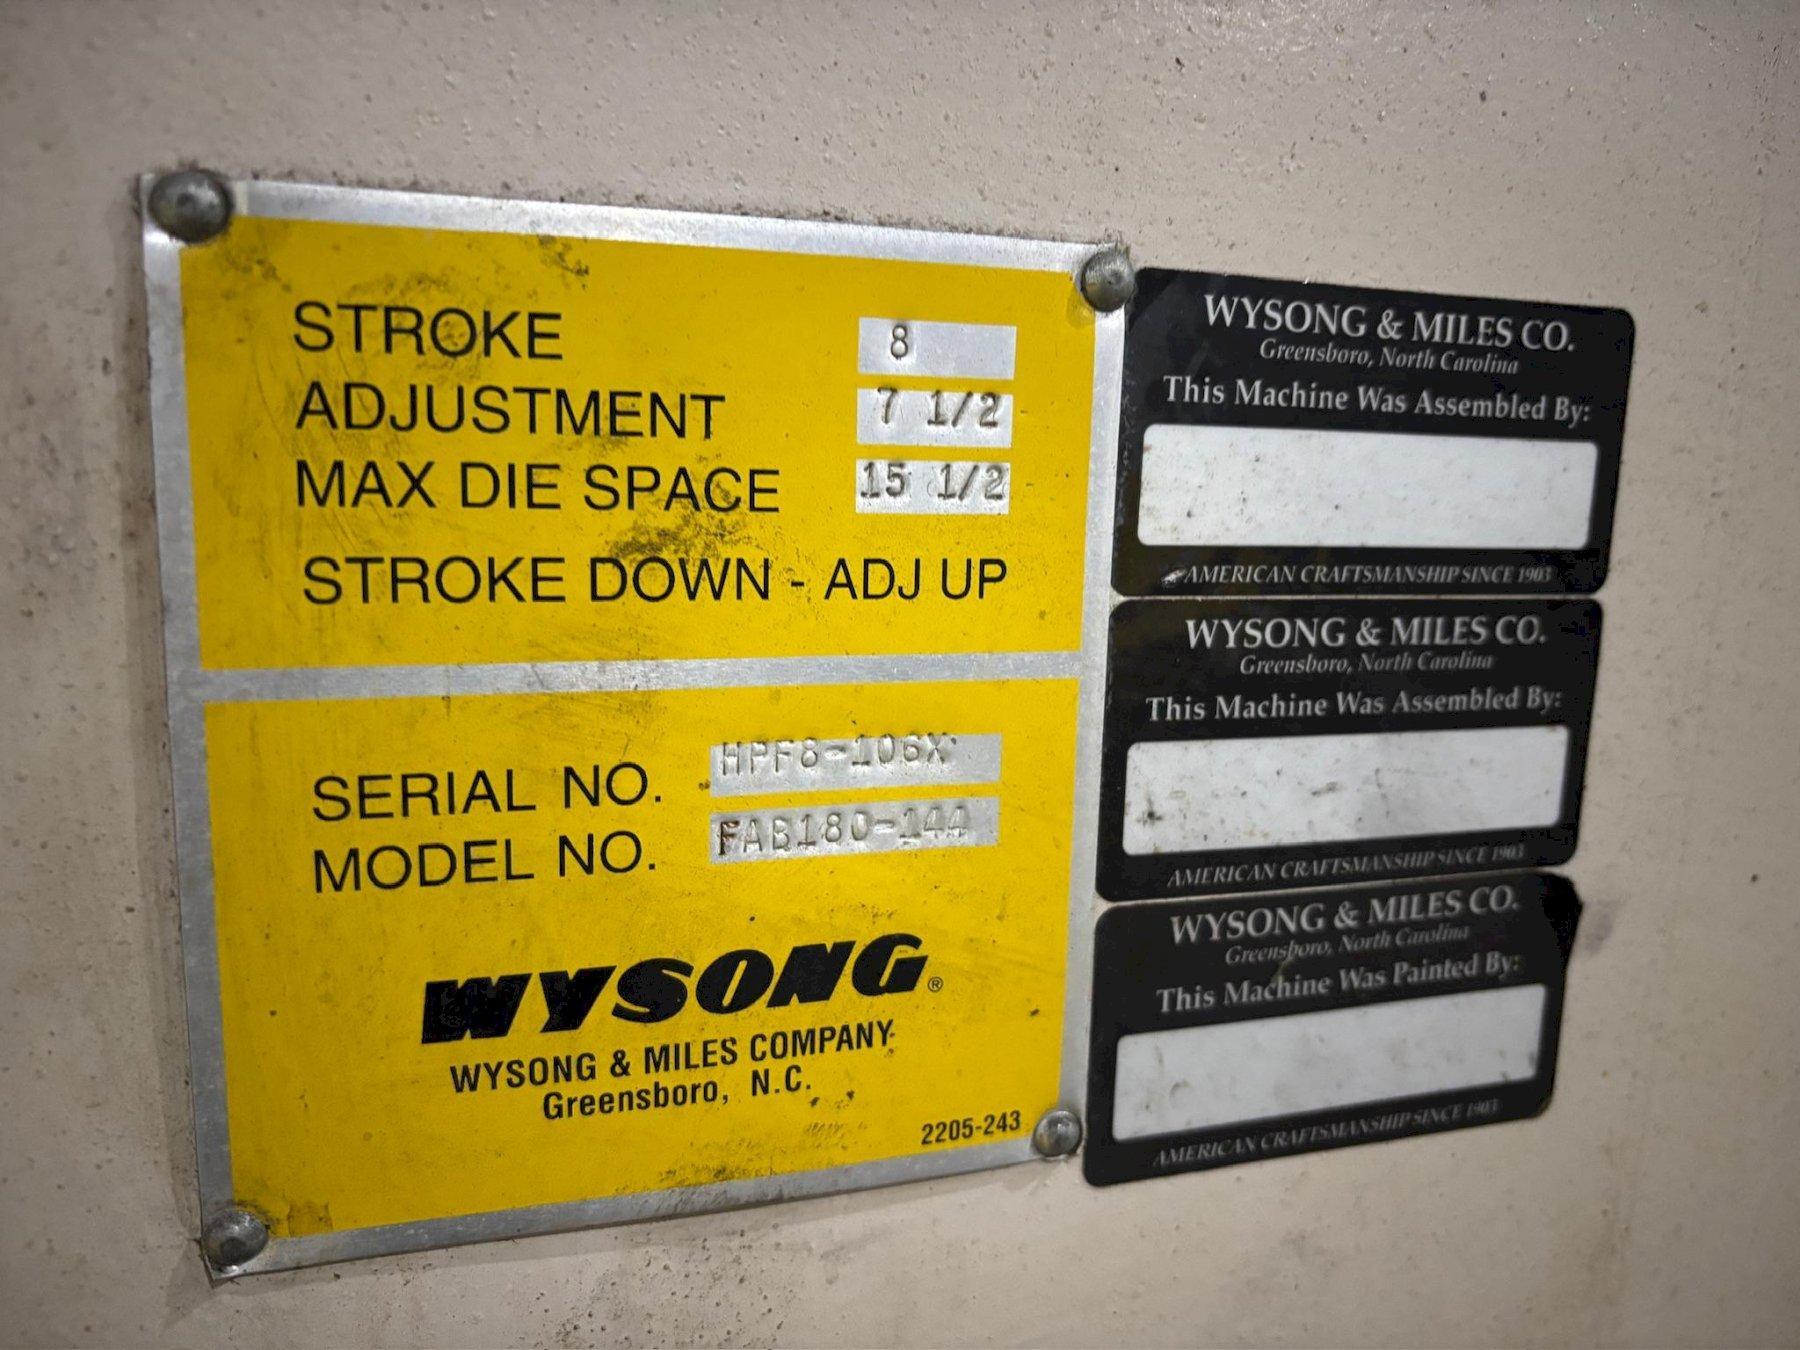 STROKE 8
ADJUSTMENT 7 1/2
MAX DIE SPACE 15 1/2
STROKE DOWN - ADJ UP
SERIAL NO. HPF8-106X
MODEL NO. FAB180-144
WYSONG®
WYSONG & MILES COMPANY
Greensboro, N.C.
2205-243
WYSONG & MILES CO.
Greensboro, North Carolina
This Machine Was Assembled By:
AMERICAN CRAFTSMANSHIP SINCE 1903
WYSONG & MILES CO.
Greensboro, North Carolina
This Machine Was Assembled By:
AMERICAN CRAFTSMANSHIP SINCE 1903
WYSONG & MILES CO.
Greensboro, North Carolina
This Machine Was Painted By:
AMERICAN CRAFTSMANSHIP SINCE 1903